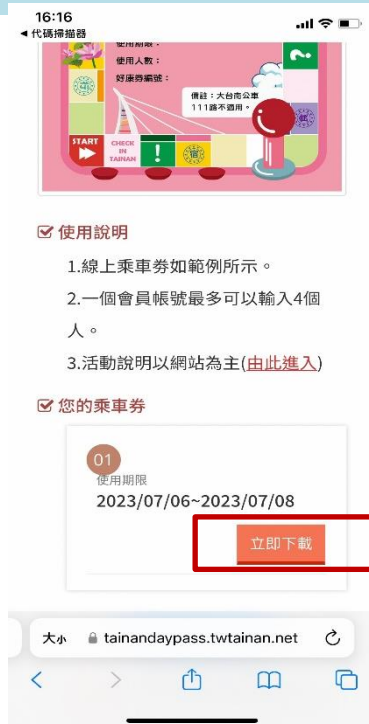 16:16
◀ 代碼掃描器
使用期限：
使用人數：
好康券編號：
備註：大台南公車
111路不適用。
START
CHECK
IN
TAINAN
!
?
使用說明
1.線上乘車券如範例所示。
2.一個會員帳號最多可以輸入4個
人。
3.活動說明以網站為主(由此進入)
您的乘車券
01
使用期限
2023/07/06~2023/07/08
立即下載
大小 tainandaypass.twtainan.net